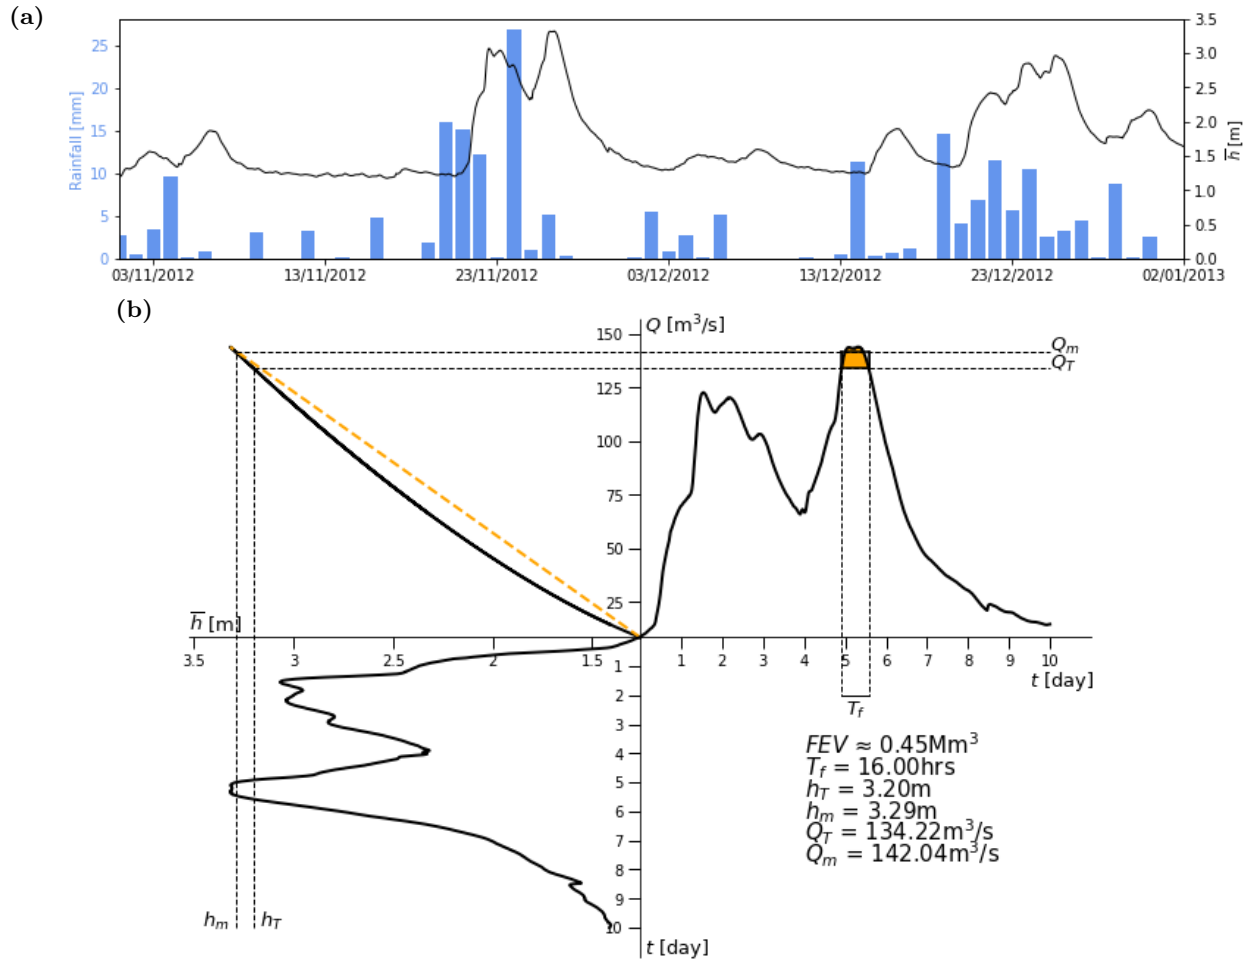 (a)
25
20
15
10
5
0
Rainfall [mm]
3.5
3.0
2.5
2.0
1.5
1.0
0.5
0.0
h̅ [m]
03/11/2012 13/11/2012 23/11/2012 03/12/2012 13/12/2012 23/12/2012 02/01/2013
(b)
Q [m³/s]
150
125
100
75
50
25
Qₘ
Q_T
h̅ [m]
3.5 3 2.5 2 1.5
1 2 3 4 5 6 7 8 9 10
t [day]
T_f
1
2
3
4
5
6
7
8
9
10
t [day]
hₘ h_T
FEV ≈ 0.45Mm³
T_f = 16.00hrs
h_T = 3.20m
hₘ = 3.29m
Q_T = 134.22m³/s
Qₘ = 142.04m³/s